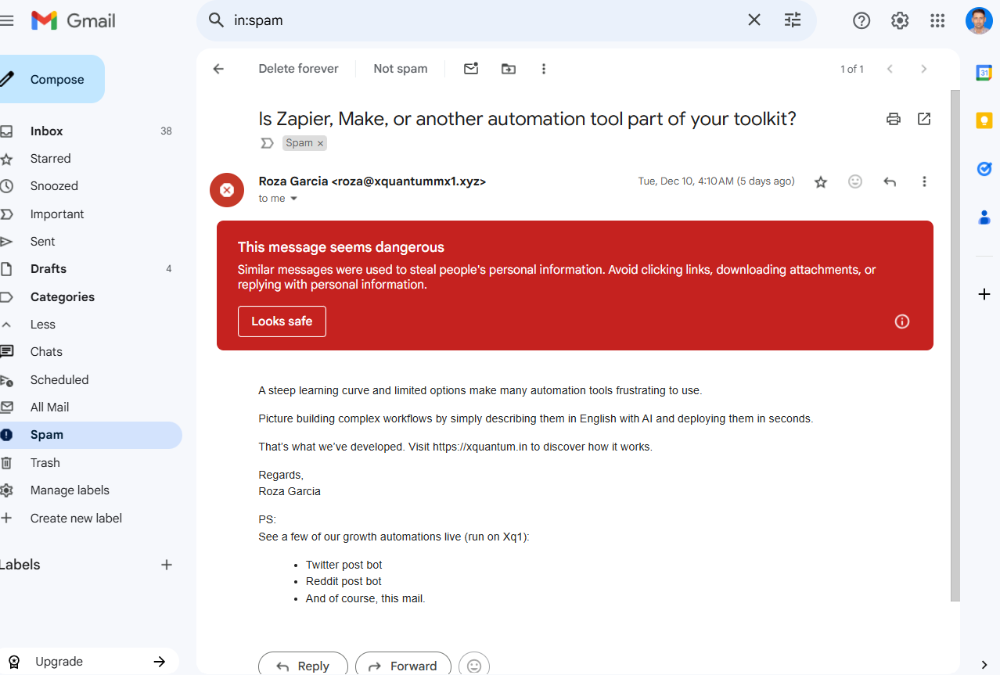 Gmail
in:spam
Compose
Inbox 38
Starred
Snoozed
Important
Sent
Drafts 4
Categories
Less
Chats
Scheduled
All Mail
Spam
Trash
Manage labels
Create new label
Labels
Upgrade
Delete forever Not spam 1 of 1
Is Zapier, Make, or another automation tool part of your toolkit?
Spam ×
Roza Garcia <roza@xquantummx1.xyz> Tue, Dec 10, 4:10 AM (5 days ago)
to me
This message seems dangerous
Similar messages were used to steal people's personal information. Avoid clicking links, downloading attachments, or
replying with personal information.
Looks safe
A steep learning curve and limited options make many automation tools frustrating to use.
Picture building complex workflows by simply describing them in English with AI and deploying them in seconds.
That’s what we’ve developed. Visit https://xquantum.in to discover how it works.
Regards,
Roza Garcia
PS:
See a few of our growth automations live (run on Xq1):
• Twitter post bot
• Reddit post bot
• And of course, this mail.
Reply Forward
31